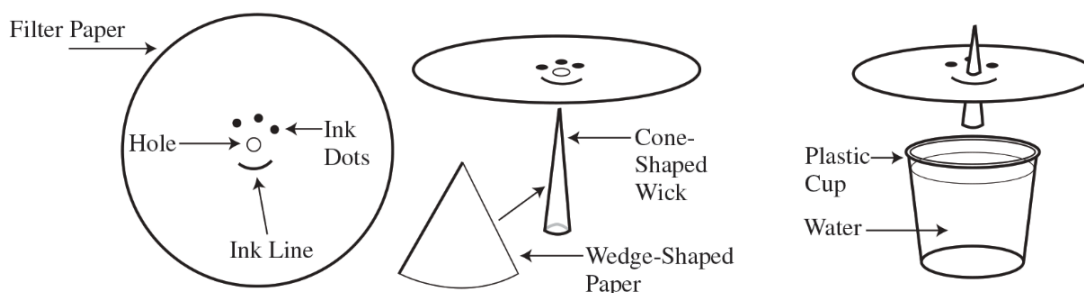 Filter Paper
Hole
Ink
Dots
Ink Line
Cone-
Shaped
Wick
Wedge-Shaped
Paper
Plastic
Cup
Water